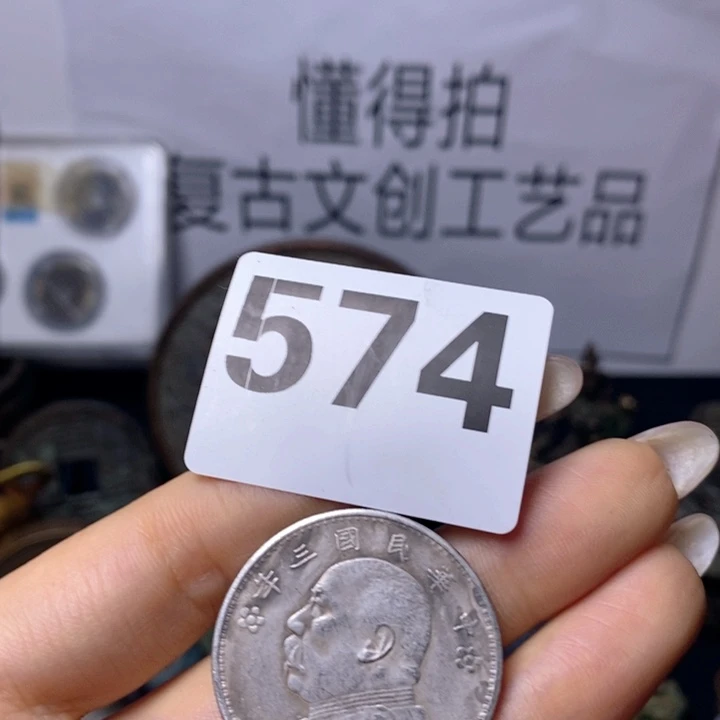 懂得拍
复古文创工艺品
574
年三國民華中